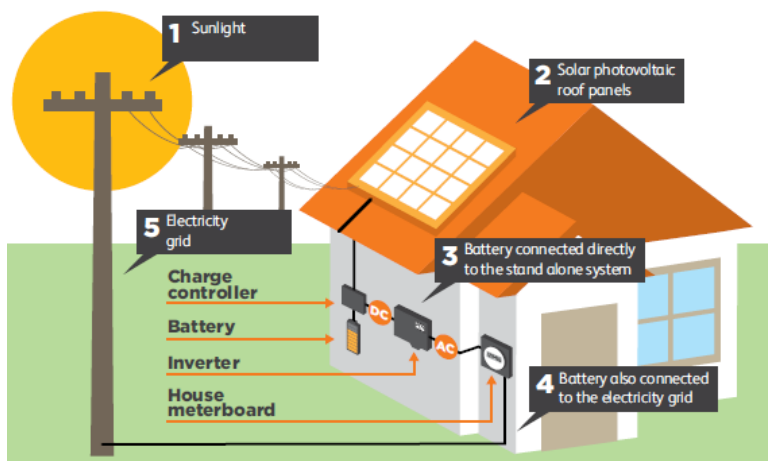 1 Sunlight
2 Solar photovoltaic
roof panels
5 Electricity
grid
3 Battery connected directly
to the stand alone system
Charge
controller
DC
Battery
AC
Inverter
House
meterboard
4 Battery also connected
to the electricity grid